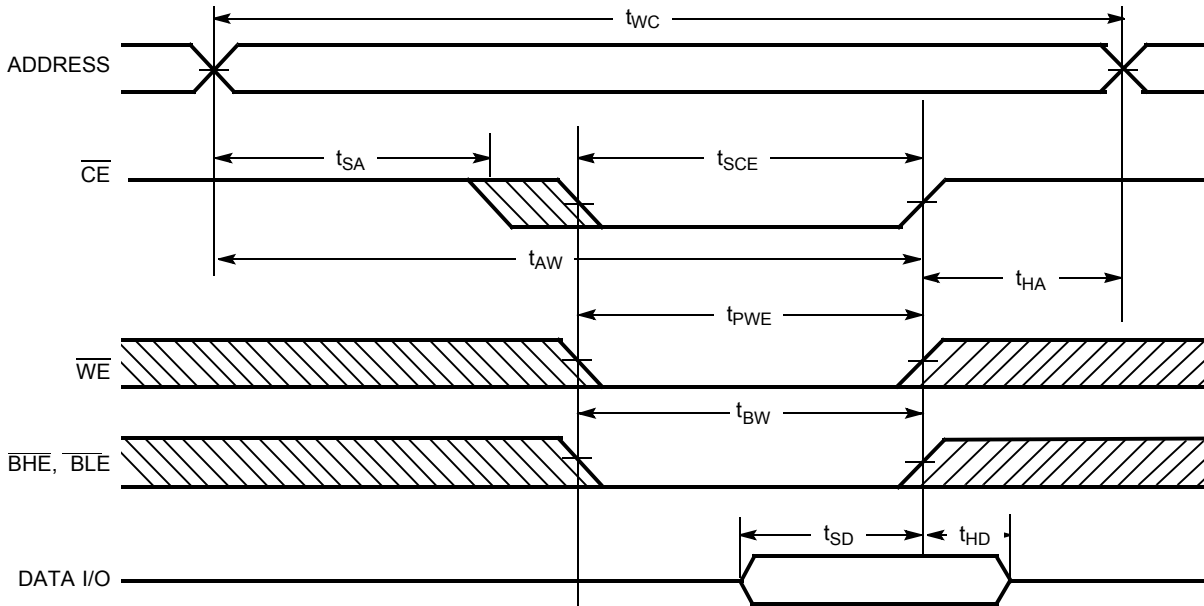 tWC
ADDRESS
tSA
tSCE
CE
tAW
tHA
tPWE
WE
tBW
BHE, BLE
tSD
tHD
DATA I/O